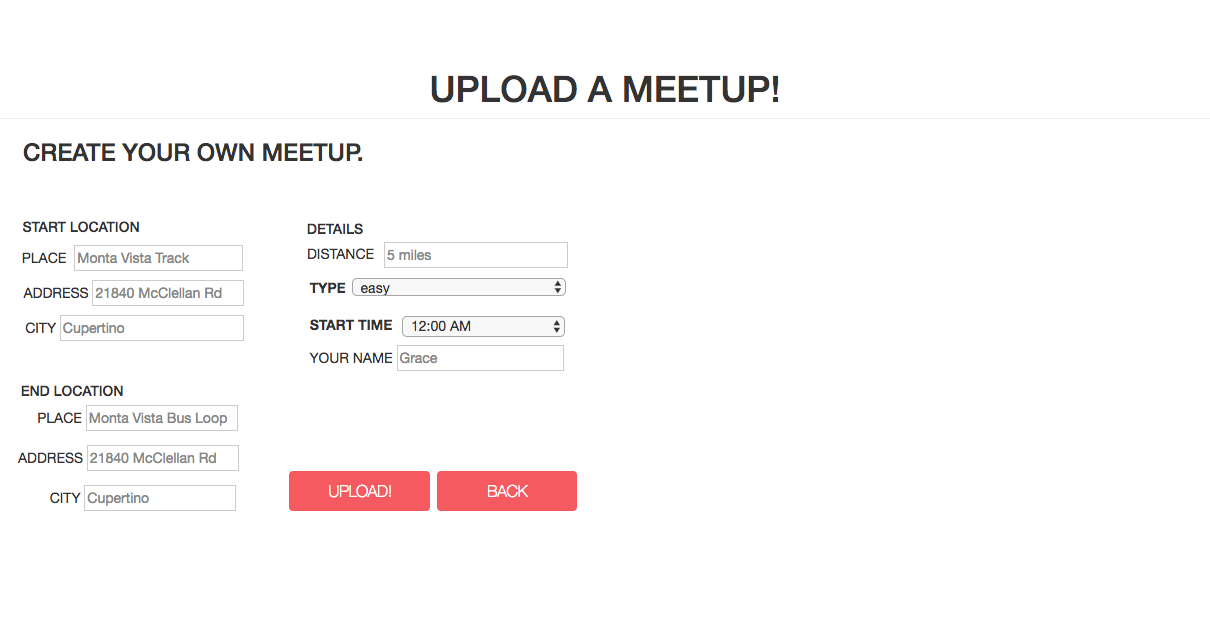 UPLOAD A MEETUP!
CREATE YOUR OWN MEETUP.
START LOCATION
PLACE Monta Vista Track
ADDRESS 21840 McClellan Rd
CITY Cupertino
END LOCATION
PLACE Monta Vista Bus Loop
ADDRESS 21840 McClellan Rd
CITY Cupertino
DETAILS
DISTANCE 5 miles
TYPE easy
START TIME 12:00 AM
YOUR NAME Grace
UPLOAD! BACK